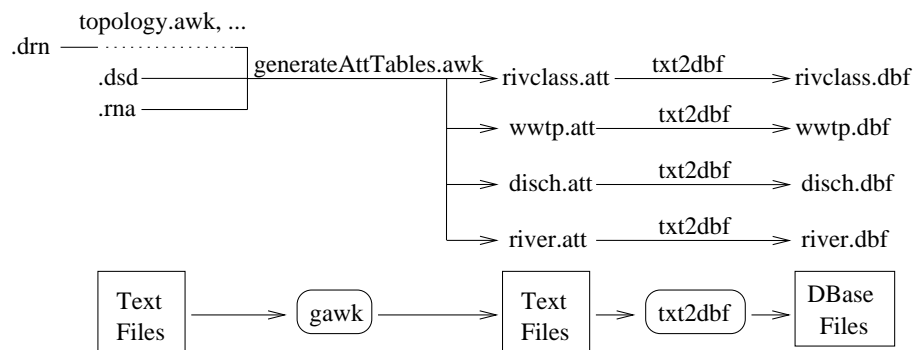 topology.awk, ...
.drn
generateAttTables.awk
.dsd
rivclass.att
txt2dbf
rivclass.dbf
.rna
wwtp.att
txt2dbf
wwtp.dbf
disch.att
txt2dbf
disch.dbf
river.att
txt2dbf
river.dbf
Text
Files
gawk
Text
Files
txt2dbf
DBase
Files